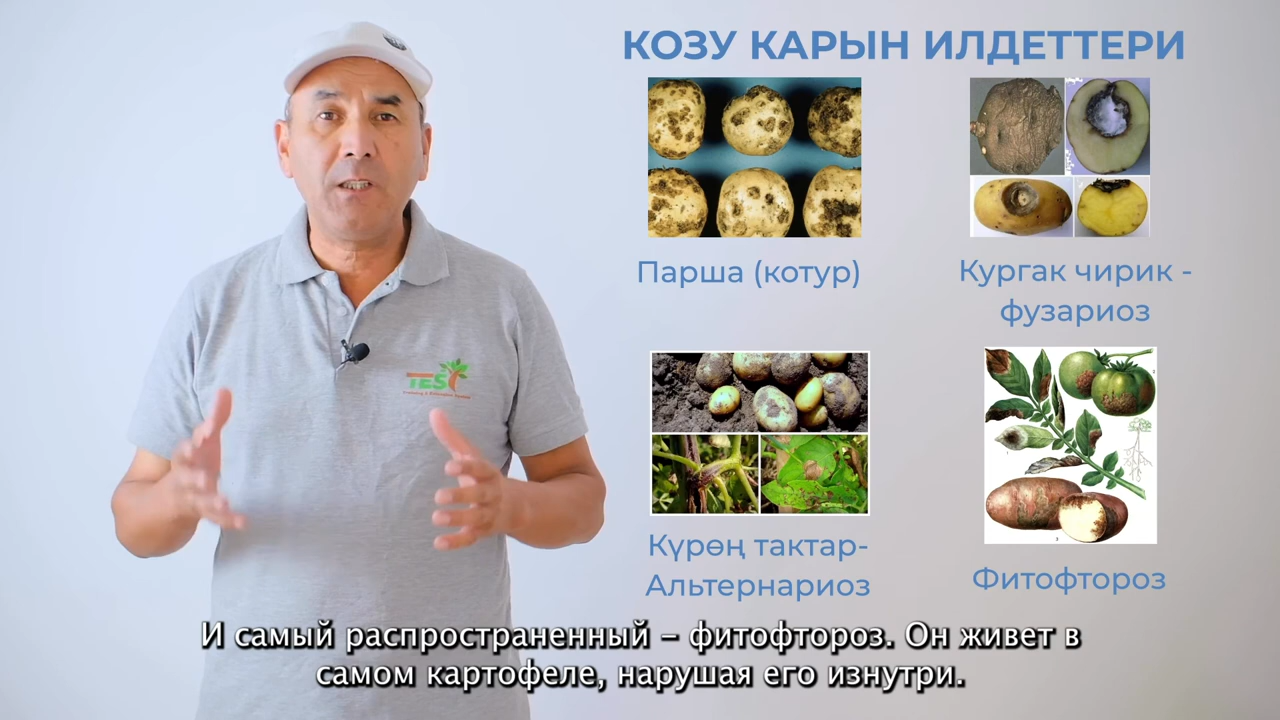 КОЗУ КАРЫН ИЛДЕТТЕРИ
Парша (котур)
Кургак чирик -
фузариоз
TES
Күрөң тактар-
Альтернариоз
Фитофтороз
И самый распространенный – фитофтороз. Он живет в
самом картофеле, нарушая его изнутри.